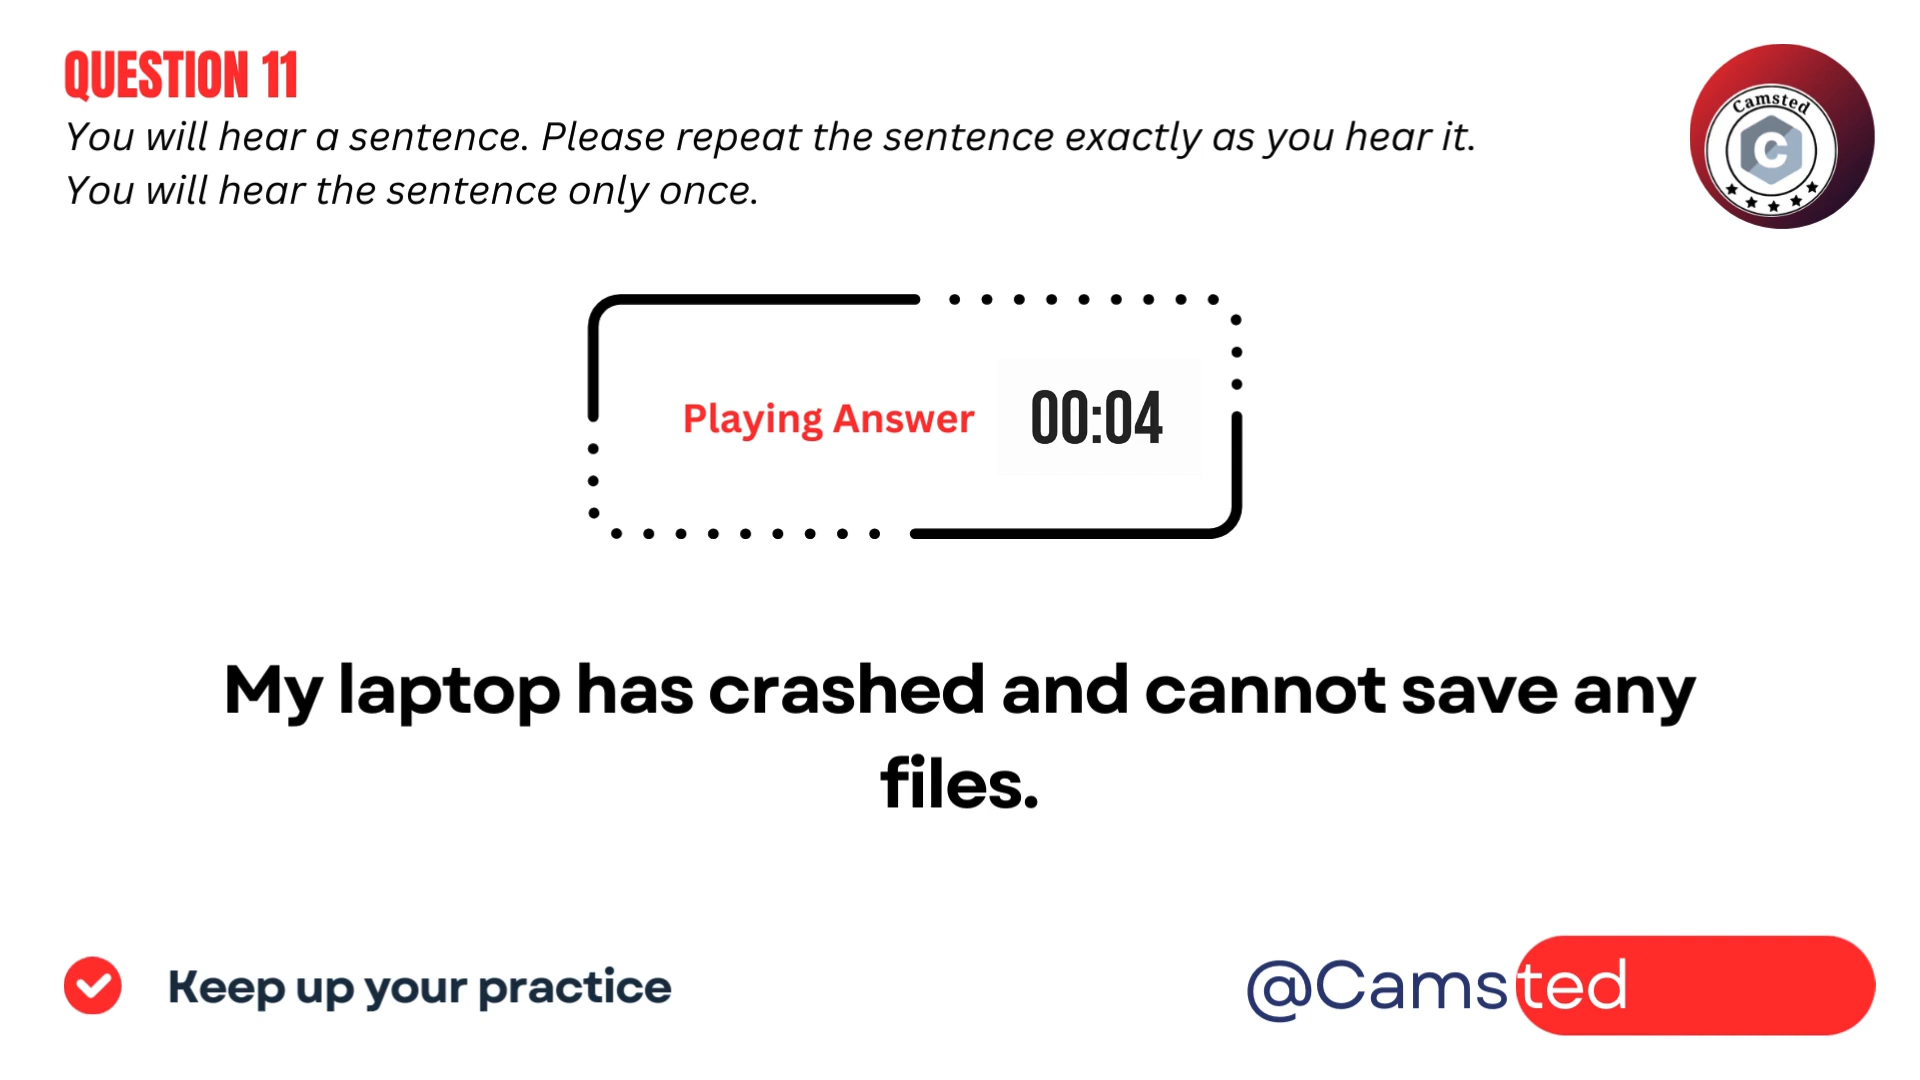 QUESTION 11
You will hear a sentence. Please repeat the sentence exactly as you hear it.
You will hear the sentence only once.
Camsted
C
Playing Answer 00:04
My laptop has crashed and cannot save any
files.
Keep up your practice
@Camsted